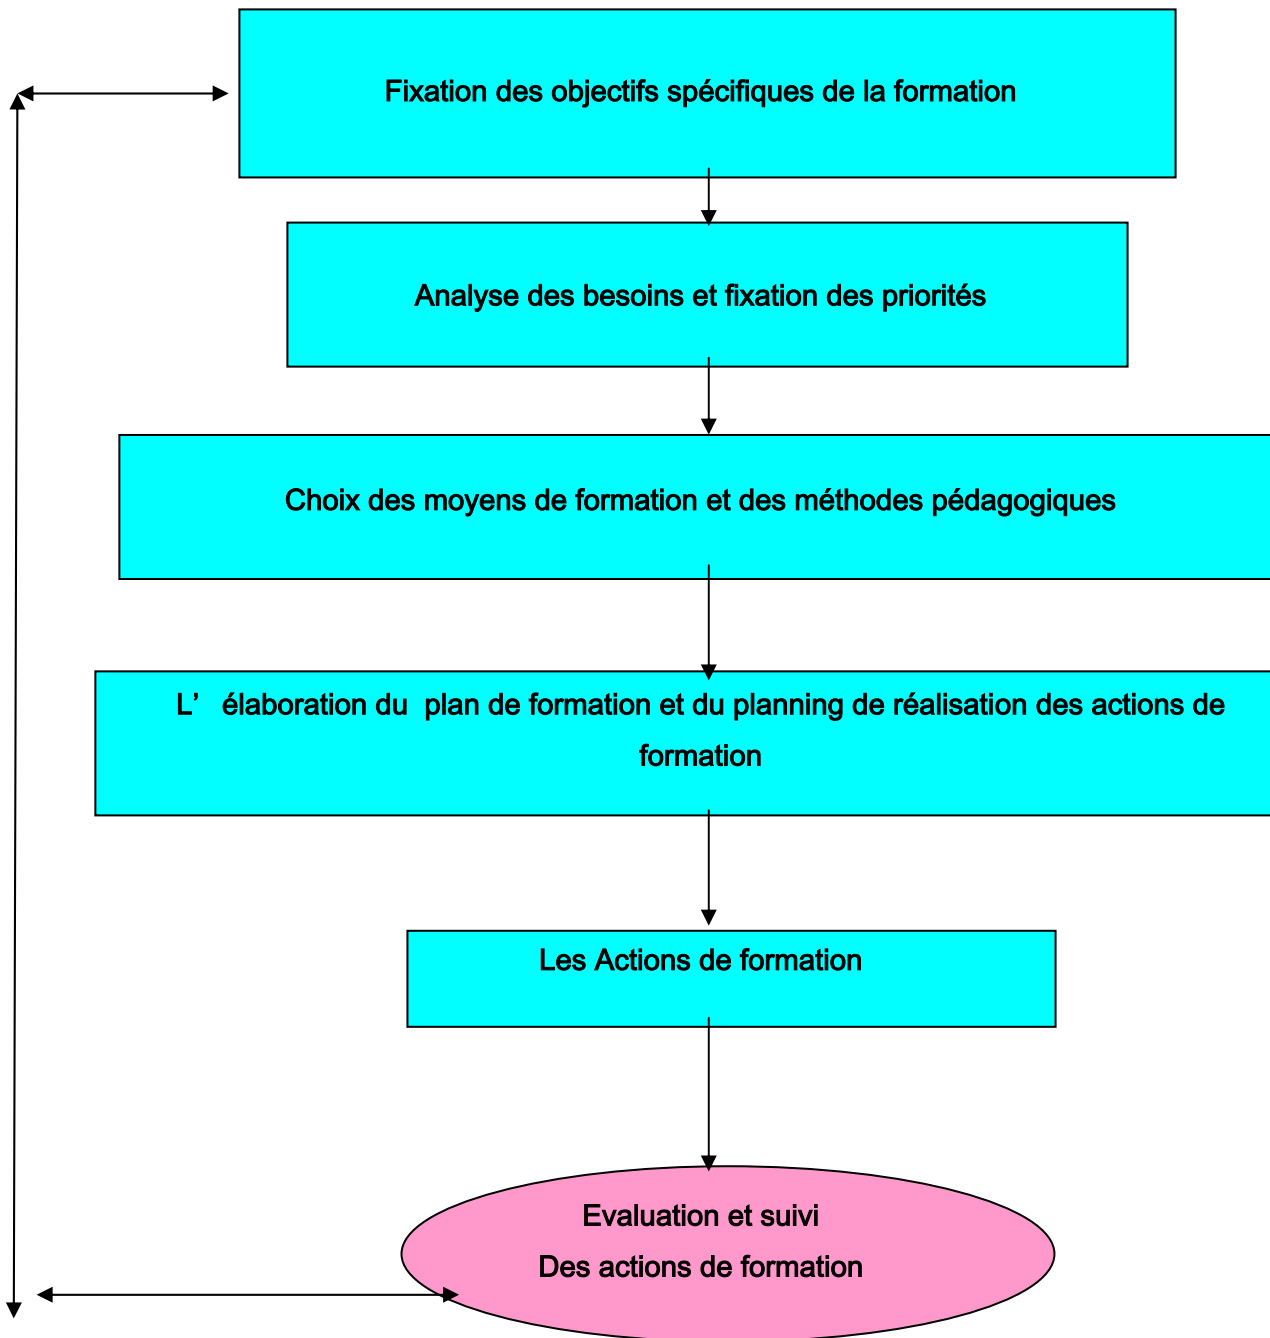 Fixation des objectifs spécifiques de la formation
Analyse des besoins et fixation des priorités
Choix des moyens de formation et des méthodes pédagogiques
L’ élaboration du plan de formation et du planning de réalisation des actions de
formation
Les Actions de formation
Evaluation et suivi
Des actions de formation